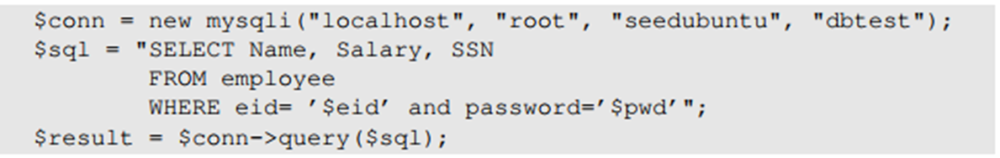 $conn = new mysqli("localhost", "root", "seedubuntu", "dbtest");
$sql = "SELECT Name, Salary, SSN
FROM employee
WHERE eid= ’$eid’ and password=’$pwd’";
$result = $conn->query($sql);